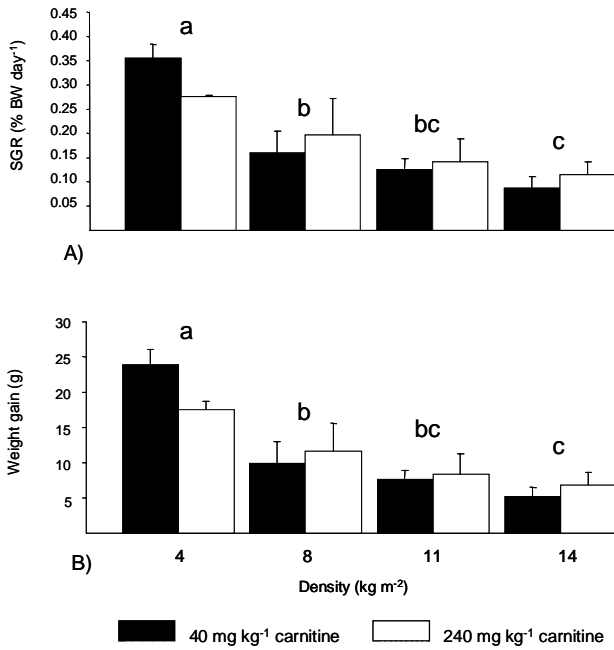 0.45
0.40
0.35
0.30
0.25
0.20
0.15
0.10
0.05
SGR (% BW day⁻¹)
a
b
bc
c
A)
30
25
20
15
10
5
Weight gain (g)
a
b
bc
c
B)
4 8 11 14
Density (kg m⁻²)
40 mg kg⁻¹ carnitine 240 mg kg⁻¹ carnitine